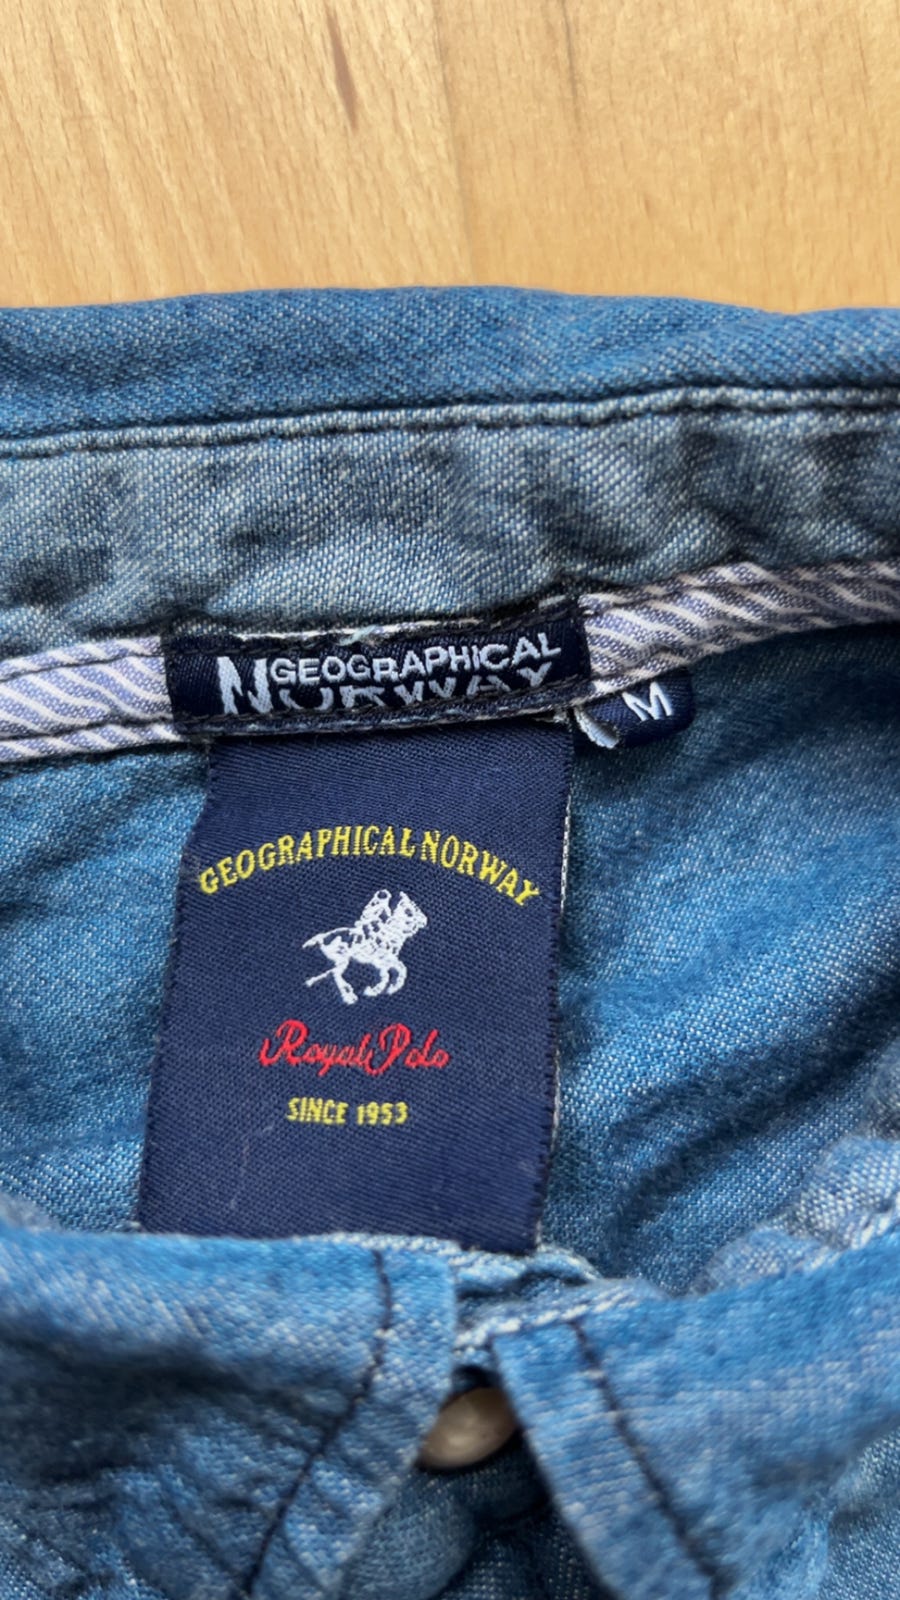 GEOGRAPHICAL
NORWAY
M
GEOGRAPHICAL NORWAY
Royal Polo
SINCE 1953